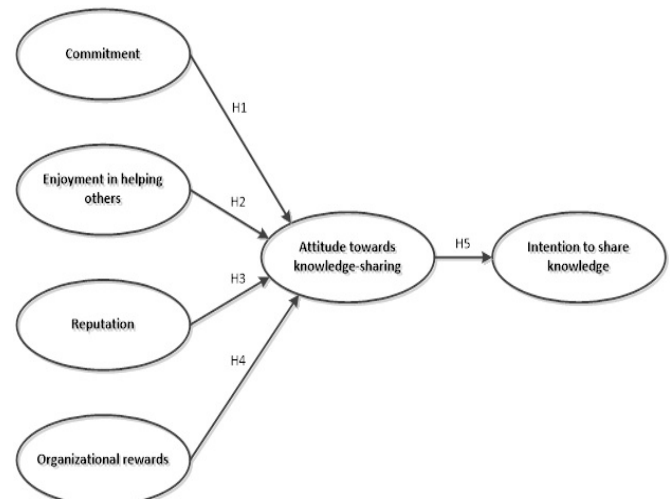 Commitment
H1
Enjoyment in helping
others
H2
Attitude towards
knowledge-sharing
H5
Intention to share
knowledge
H3
Reputation
H4
Organizational rewards